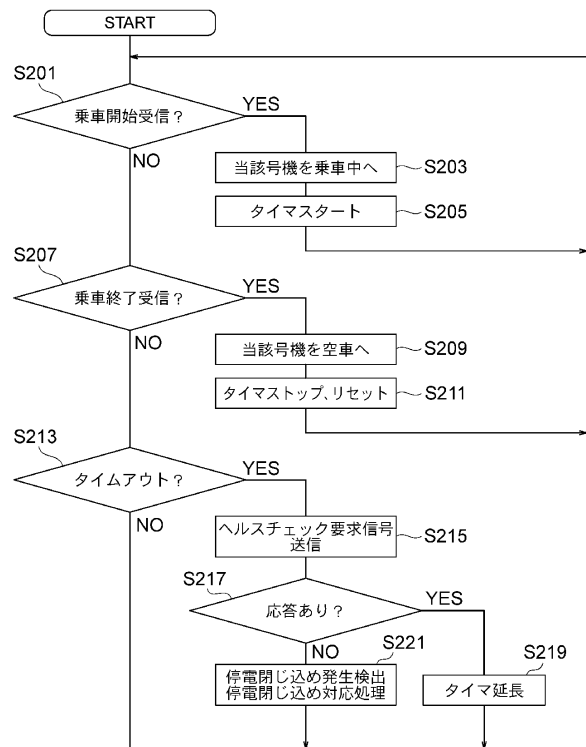 START
S201
乗車開始受信？
YES
NO
当該号機を乗車中へ
S203
タイマスタート
S205
S207
乗車終了受信？
YES
NO
当該号機を空車へ
S209
タイマストップ、リセット
S211
S213
タイムアウト？
YES
NO
ヘルスチェック要求信号
送信
S215
S217
応答あり？
YES
NO
S221
停電閉じ込め発生検出
停電閉じ込め対応処理
S219
タイマ延長